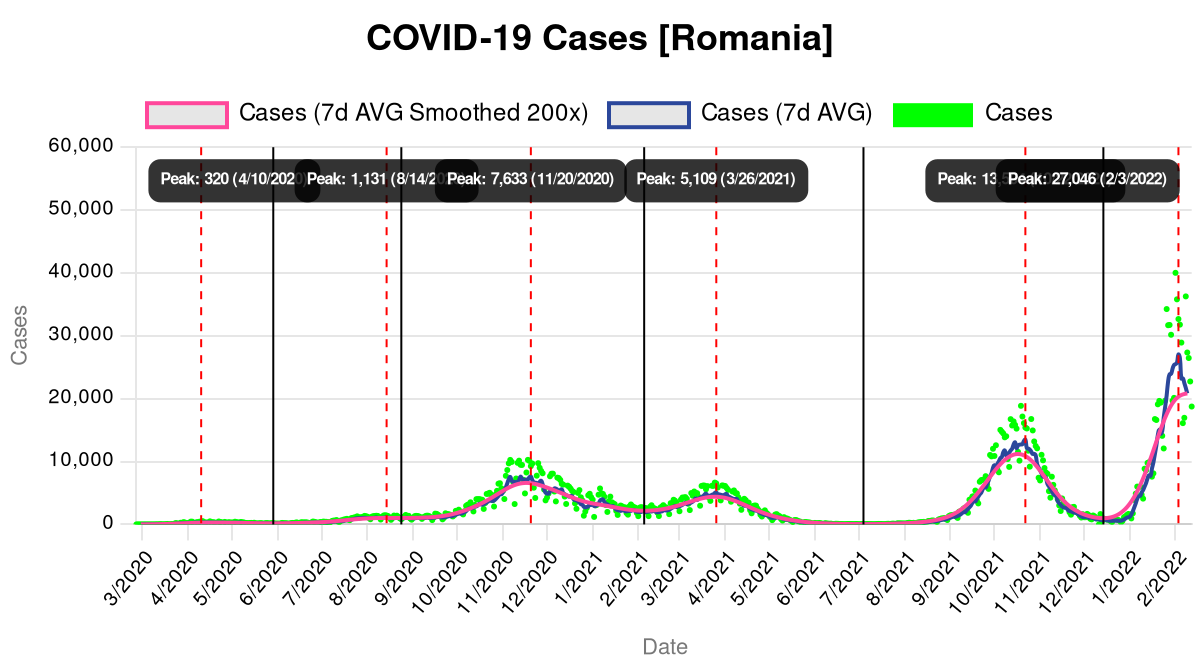 COVID-19 Cases [Romania]
Cases (7d AVG Smoothed 200x)
Cases (7d AVG)
Cases
60,000
50,000
40,000
30,000
20,000
10,000
0
Cases
Peak: 320 (4/10/2020)
Peak: 1,131 (8/14/20
Peak: 7,633 (11/20/2020)
Peak: 5,109 (3/26/2021)
Peak: 13,5
Peak: 27,046 (2/3/2022)
3/2020
4/2020
5/2020
6/2020
7/2020
8/2020
9/2020
10/2020
11/2020
12/2020
1/2021
2/2021
3/2021
4/2021
5/2021
6/2021
7/2021
8/2021
9/2021
10/2021
11/2021
12/2021
1/2022
2/2022
Date